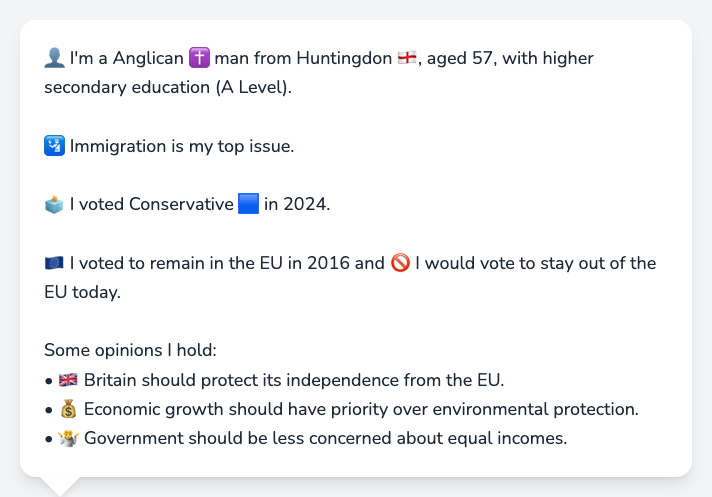 👤 I'm a Anglican ✝️ man from Huntingdon 🏴󠁧󠁢󠁥󠁮󠁧󠁿, aged 57, with higher
secondary education (A Level).
🛂 Immigration is my top issue.
🗳️ I voted Conservative 🟦 in 2024.
🇪🇺 I voted to remain in the EU in 2016 and 🚫 I would vote to stay out of the
EU today.
Some opinions I hold:
• 🇬🇧 Britain should protect its independence from the EU.
• 💰 Economic growth should have priority over environmental protection.
• 🤷 Government should be less concerned about equal incomes.